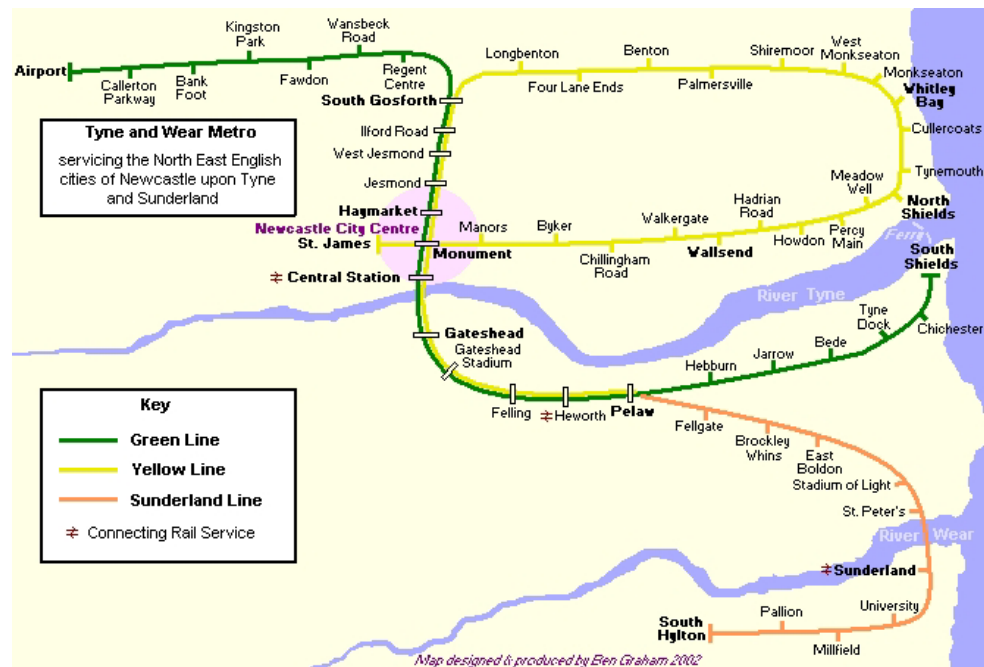 Kingston
Park
Wansbeck
Road
Airport
Callerton
Parkway
Bank
Foot
Fawdon
Regent
Centre
South Gosforth
Longbenton
Four Lane Ends
Benton
Palmersville
Shiremoor
West
Monkseaton
Monkseaton
Whitley
Bay
Cullercoats
Tynemouth
North
Shields
Meadow
Well
Percy
Main
Howdon
Hadrian
Road
Wallsend
Walkergate
Chillingham
Road
Byker
Manors
Tyne and Wear Metro
servicing the North East English
cities of Newcastle upon Tyne
and Sunderland
Ilford Road
West Jesmond
Jesmond
Haymarket
Newcastle City Centre
St. James
Monument
Central Station
Ferry
River Tyne
South
Shields
Chichester
Tyne
Dock
Bede
Jarrow
Hebburn
Gateshead
Gateshead
Stadium
Felling
Heworth
Pelaw
Fellgate
Brockley
Whins
East
Boldon
Stadium of Light
St. Peter's
River Wear
Sunderland
University
Pallion
Millfield
South
Hylton
Key
Green Line
Yellow Line
Sunderland Line
Connecting Rail Service
Map designed & produced by Ben Graham 2002